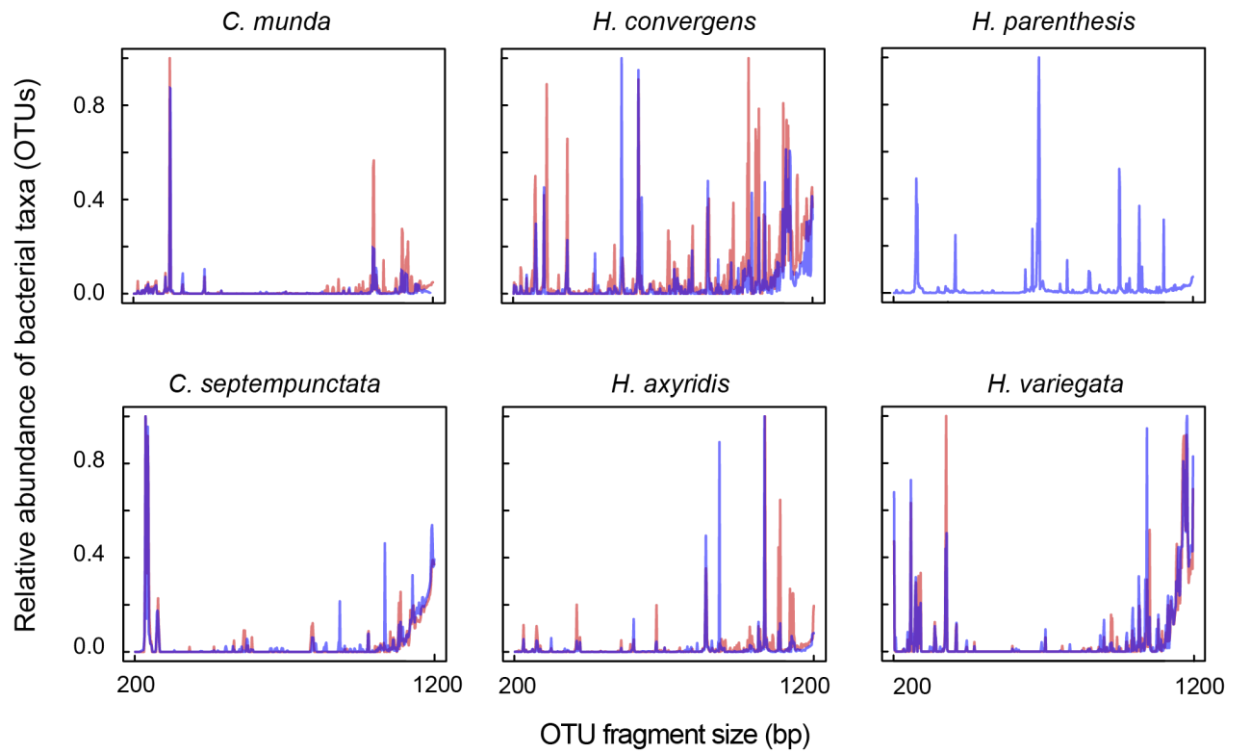 C. munda
H. convergens
H. parenthesis
Relative abundance of bacterial taxa (OTUs)
0.8
0.4
0.0
C. septempunctata
H. axyridis
H. variegata
0.8
0.4
0.0
200
1200
200
1200
200
1200
OTU fragment size (bp)